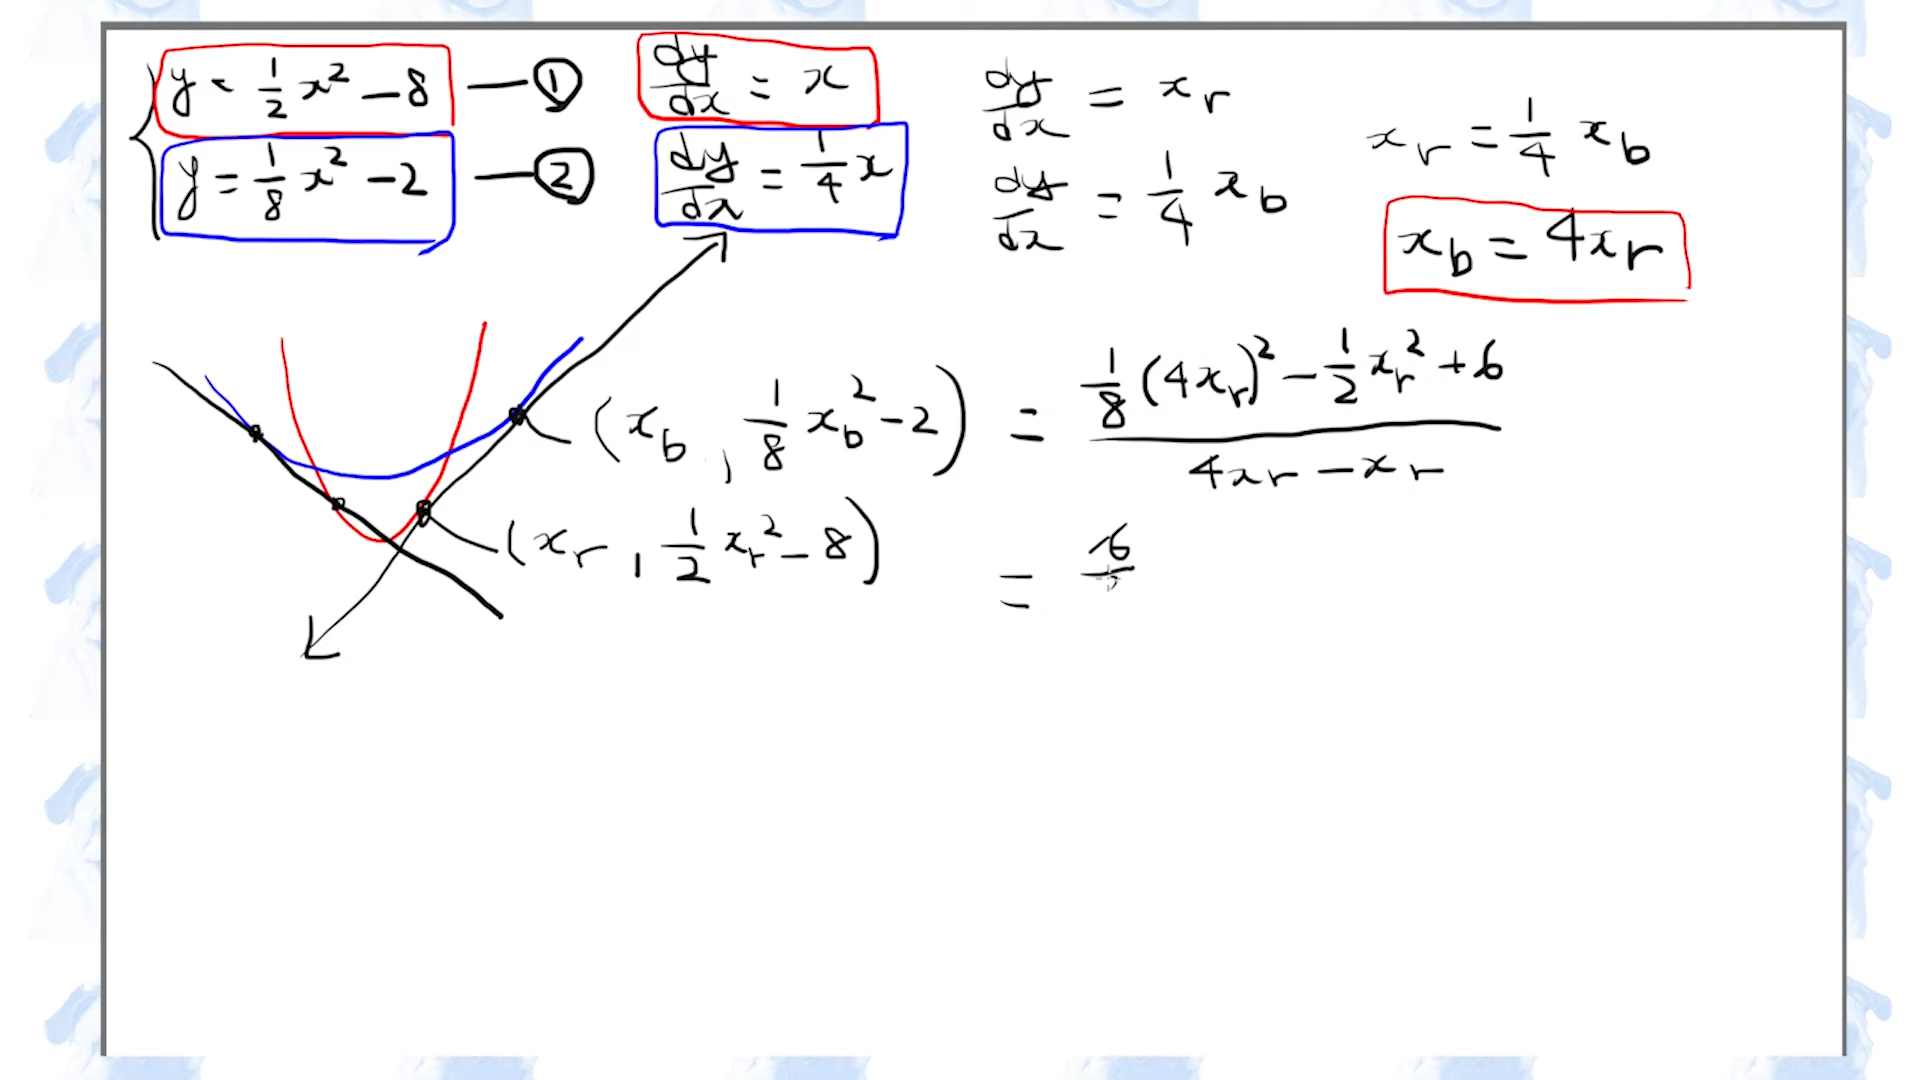 y = 1/2 x² − 8 — ①
y = 1/8 x² − 2 — ②
dy/dx = x
dy/dx = 1/4 x
dy/dx = x_r
dy/dx = 1/4 x_b
x_r = 1/4 x_b
x_b = 4x_r
(x_b, 1/8 x_b² − 2)
(x_r, 1/2 x_r² − 8)
= (1/8 (4x_r)² − 1/2 x_r² + 6)/(4x_r − x_r)
= 16